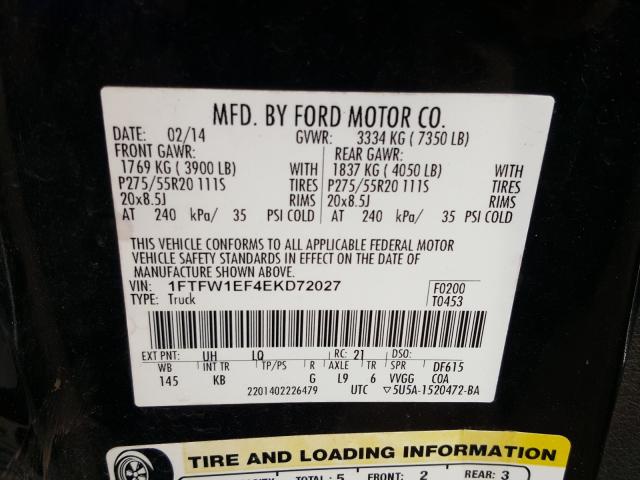 MFD. BY FORD MOTOR CO.
DATE: 02/14 GVWR: 3334 KG (7350 LB)
FRONT GAWR: REAR GAWR:
1769 KG (3900 LB) WITH 1837 KG (4050 LB) WITH
P275/55R20 111S TIRES P275/55R20 111S TIRES
20x8.5J RIMS 20x8.5J RIMS
AT 240 kPa/ 35 PSI COLD AT 240 kPa/ 35 PSI COLD
THIS VEHICLE CONFORMS TO ALL APPLICABLE FEDERAL MOTOR
VEHICLE SAFETY STANDARDS IN EFFECT ON THE DATE OF
MANUFACTURE SHOWN ABOVE.
VIN: 1FTFW1EF4EKD72027 F0200
TYPE: Truck T0453
EXT PNT: UH LQ RC: 21 DSO:
WB INT TR TP/PS R AXLE TR SPR DF615
145 KB G L9 6 VVGG COA
2201402226479 UTC ▽5U5A-1520472-BA
TIRE AND LOADING INFORMATION
TOTAL: 5 FRONT: 2 REAR: 3